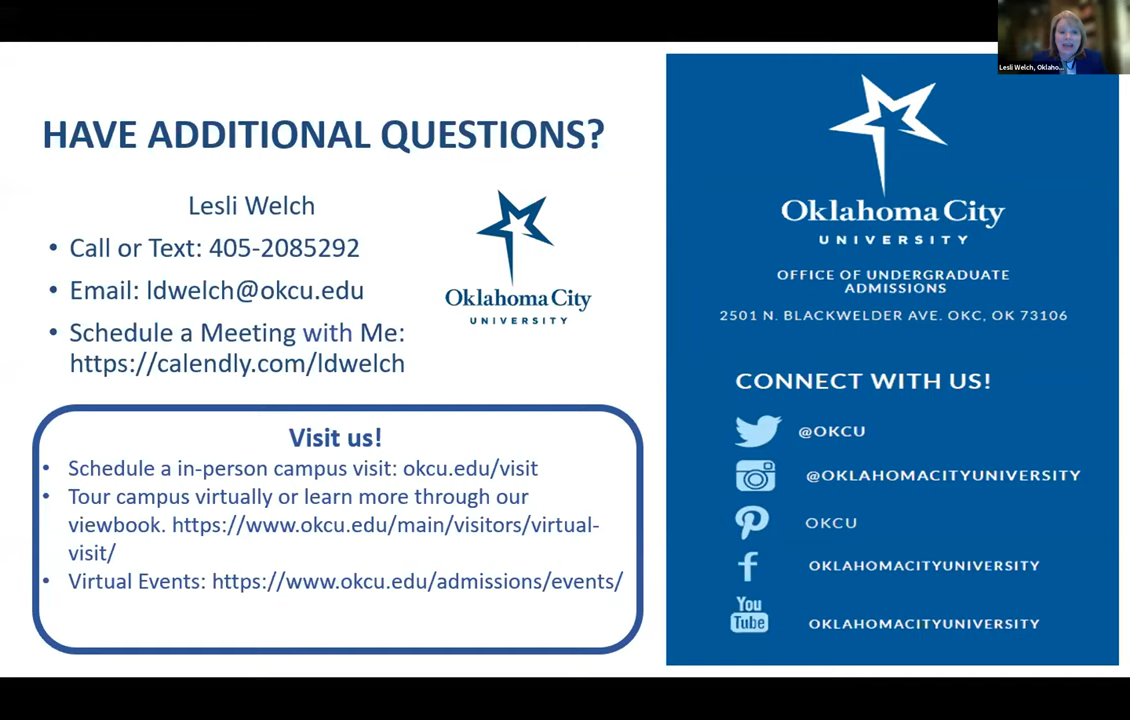 Lesli Welch, Oklaho...
HAVE ADDITIONAL QUESTIONS?
Lesli Welch
• Call or Text: 405-2085292
• Email: ldwelch@okcu.edu
• Schedule a Meeting with Me:
https://calendly.com/ldwelch
Oklahoma City
UNIVERSITY
Visit us!
• Schedule a in-person campus visit: okcu.edu/visit
• Tour campus virtually or learn more through our
viewbook. https://www.okcu.edu/main/visitors/virtual-
visit/
• Virtual Events: https://www.okcu.edu/admissions/events/
Oklahoma City
UNIVERSITY
OFFICE OF UNDERGRADUATE
ADMISSIONS
2501 N. BLACKWELDER AVE. OKC, OK 73106
CONNECT WITH US!
@OKCU
@OKLAHOMACITYUNIVERSITY
OKCU
OKLAHOMACITYUNIVERSITY
You
Tube
OKLAHOMACITYUNIVERSITY